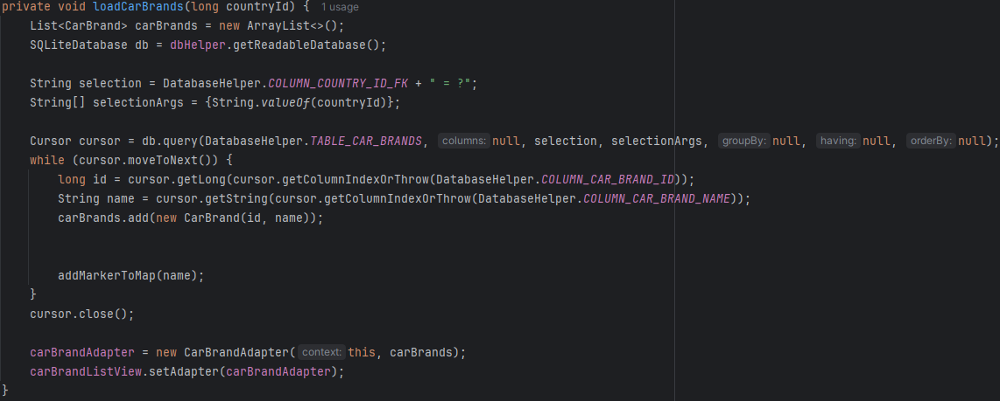 private void loadCarBrands(long countryId) { 1 usage
List<CarBrand> carBrands = new ArrayList<>();
SQLiteDatabase db = dbHelper.getReadableDatabase();
String selection = DatabaseHelper.COLUMN_COUNTRY_ID_FK + " = ?";
String[] selectionArgs = {String.valueOf(countryId)};
Cursor cursor = db.query(DatabaseHelper.TABLE_CAR_BRANDS, columns: null, selection, selectionArgs, groupBy: null, having: null, orderBy: null);
while (cursor.moveToNext()) {
long id = cursor.getLong(cursor.getColumnIndexOrThrow(DatabaseHelper.COLUMN_CAR_BRAND_ID));
String name = cursor.getString(cursor.getColumnIndexOrThrow(DatabaseHelper.COLUMN_CAR_BRAND_NAME));
carBrands.add(new CarBrand(id, name));
addMarkerToMap(name);
}
cursor.close();
carBrandAdapter = new CarBrandAdapter( context: this, carBrands);
carBrandListView.setAdapter(carBrandAdapter);
}